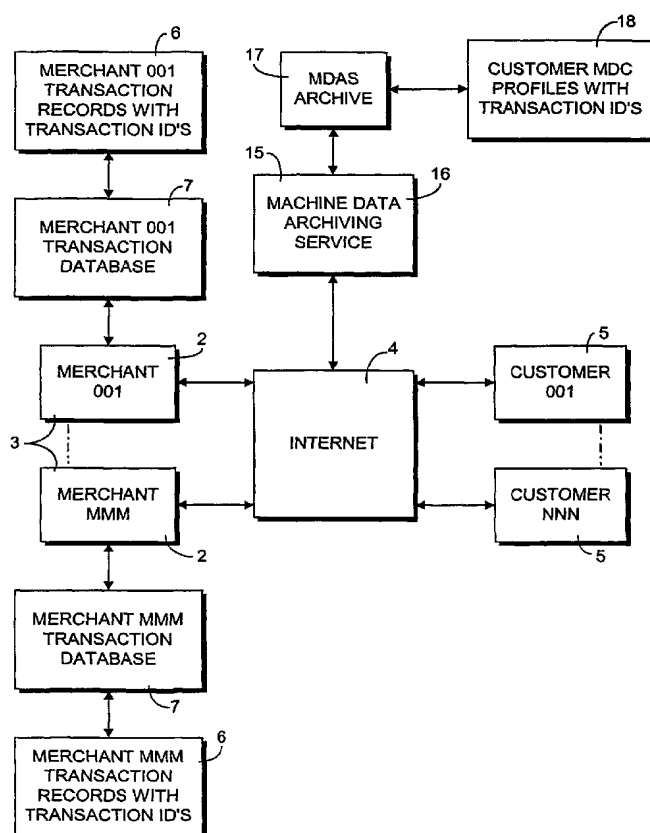 6
MERCHANT 001
TRANSACTION
RECORDS WITH
TRANSACTION ID'S
17
MDAS
ARCHIVE
18
CUSTOMER MDC
PROFILES WITH
TRANSACTION ID'S
7
MERCHANT 001
TRANSACTION
DATABASE
15
16
MACHINE DATA
ARCHIVING
SERVICE
2
MERCHANT
001
4
INTERNET
5
CUSTOMER
001
3
MERCHANT
MMM
2
CUSTOMER
NNN
5
MERCHANT MMM
TRANSACTION
DATABASE
7
6
MERCHANT MMM
TRANSACTION
RECORDS WITH
TRANSACTION ID'S